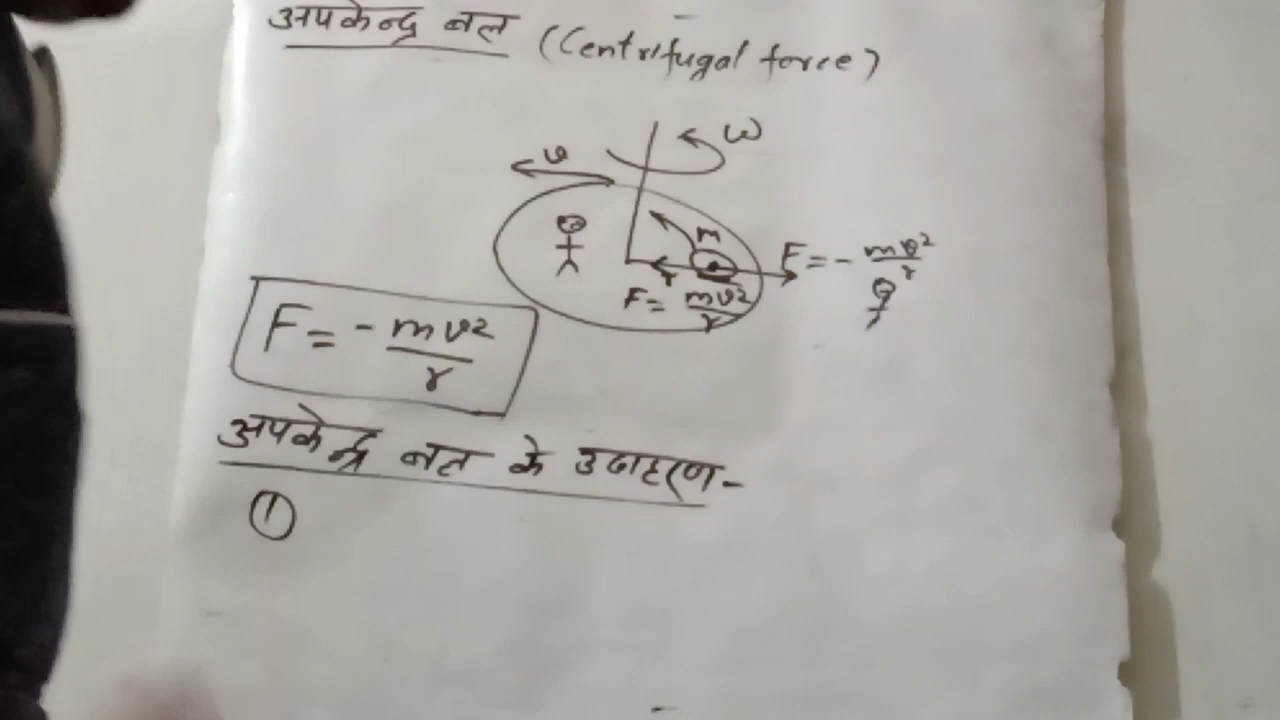 अपकेन्द्र बल (Centrifugal force)
ω
v
m
F = - mv²/r
r
F = mv²/r
F = - mv²/r
अपकेन्द्र बल के उदाहरण-
①